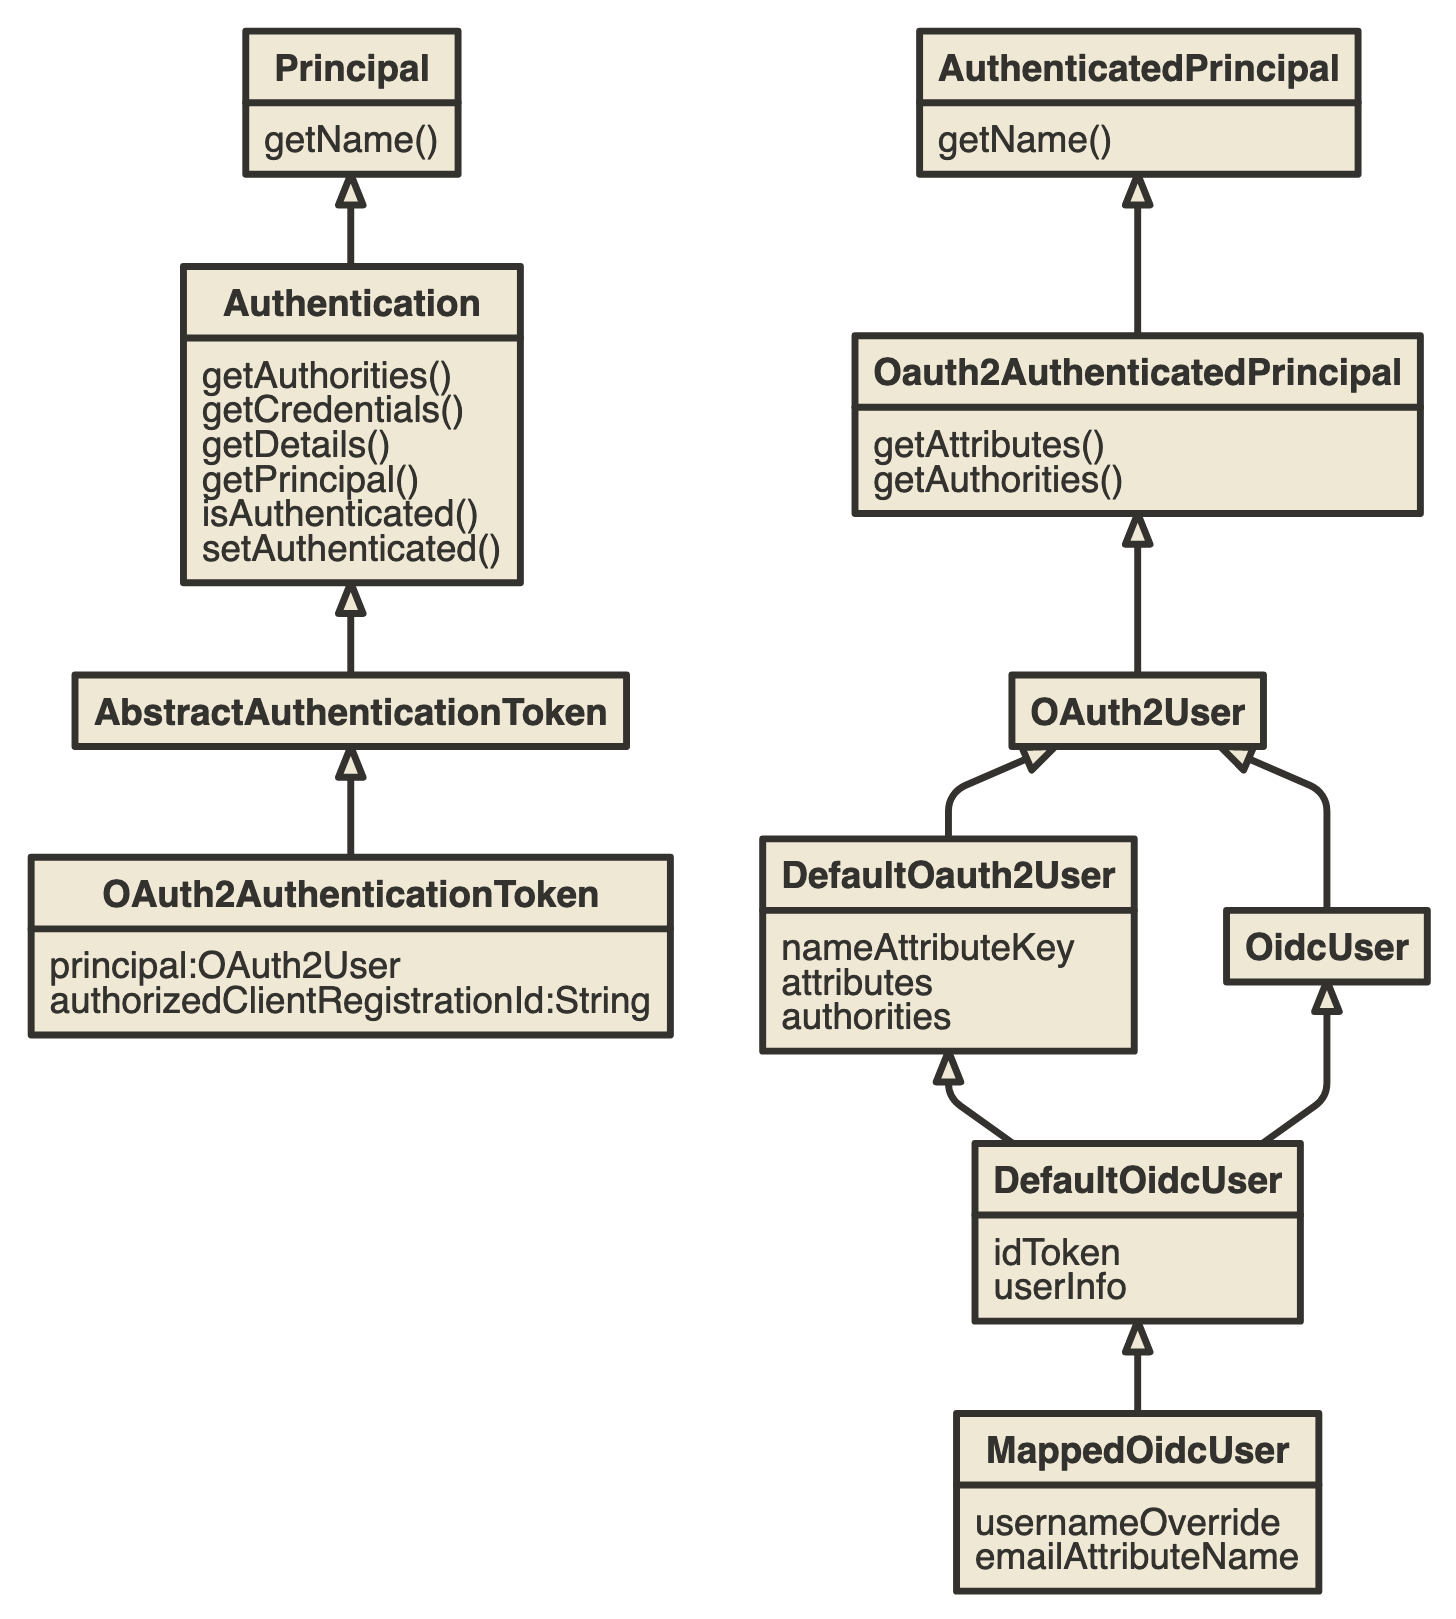 Principal
getName()
Authentication
getAuthorities()
getCredentials()
getDetails()
getPrincipal()
isAuthenticated()
setAuthenticated()
AbstractAuthenticationToken
OAuth2AuthenticationToken
principal:OAuth2User
authorizedClientRegistrationId:String
AuthenticatedPrincipal
getName()
Oauth2AuthenticatedPrincipal
getAttributes()
getAuthorities()
OAuth2User
DefaultOauth2User
nameAttributeKey
attributes
authorities
OidcUser
DefaultOidcUser
idToken
userInfo
MappedOidcUser
usernameOverride
emailAttributeName